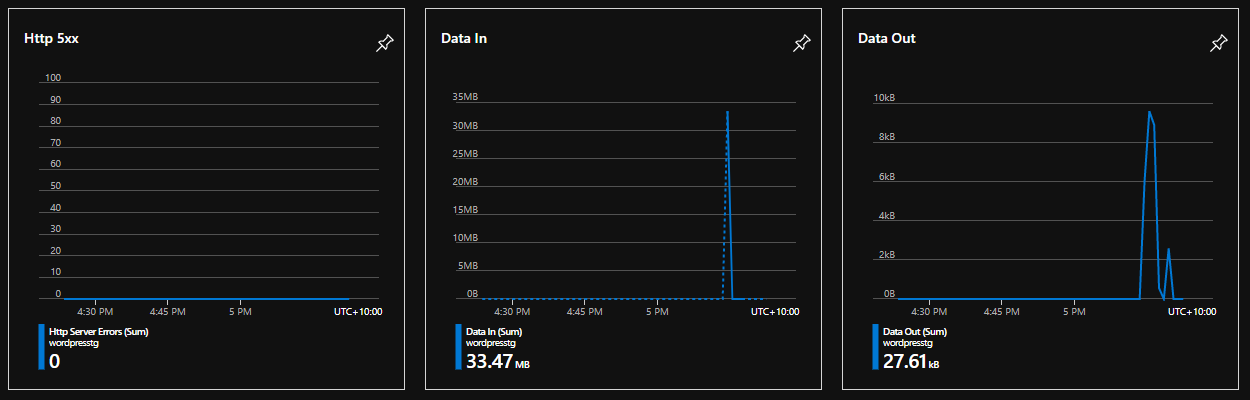 Http 5xx
100
90
80
70
60
50
40
30
20
10
0
4:30 PM 4:45 PM 5 PM UTC+10:00
Http Server Errors (Sum)
wordpresstg
0
Data In
35MB
30MB
25MB
20MB
15MB
10MB
5MB
0B
4:30 PM 4:45 PM 5 PM UTC+10:00
Data In (Sum)
wordpresstg
33.47 MB
Data Out
10kB
8kB
6kB
4kB
2kB
0B
4:30 PM 4:45 PM 5 PM UTC+10:00
Data Out (Sum)
wordpresstg
27.61 kB